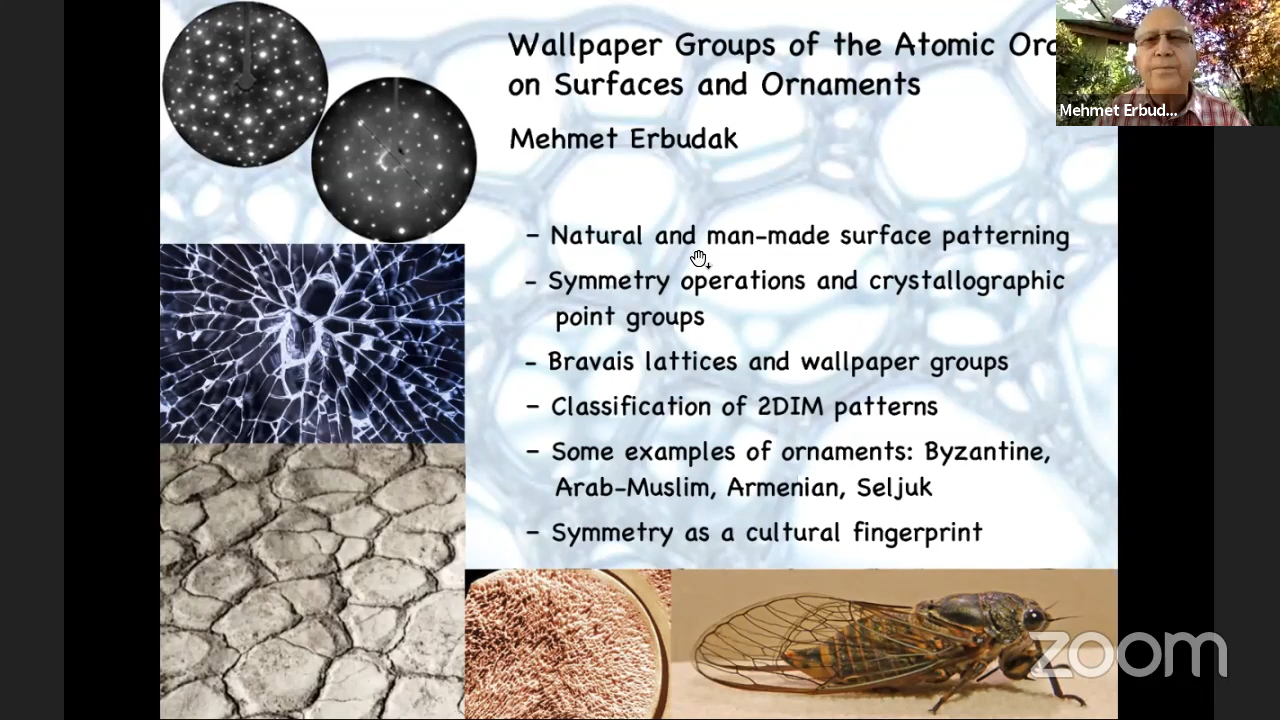 Wallpaper Groups of the Atomic Ord
on Surfaces and Ornaments
Mehmet Erbudak
Mehmet Erbud...
– Natural and man-made surface patterning
- Symmetry operations and crystallographic
point groups
- Bravais lattices and wallpaper groups
– Classification of 2DIM patterns
– Some examples of ornaments: Byzantine,
Arab-Muslim, Armenian, Seljuk
– Symmetry as a cultural fingerprint
zoom